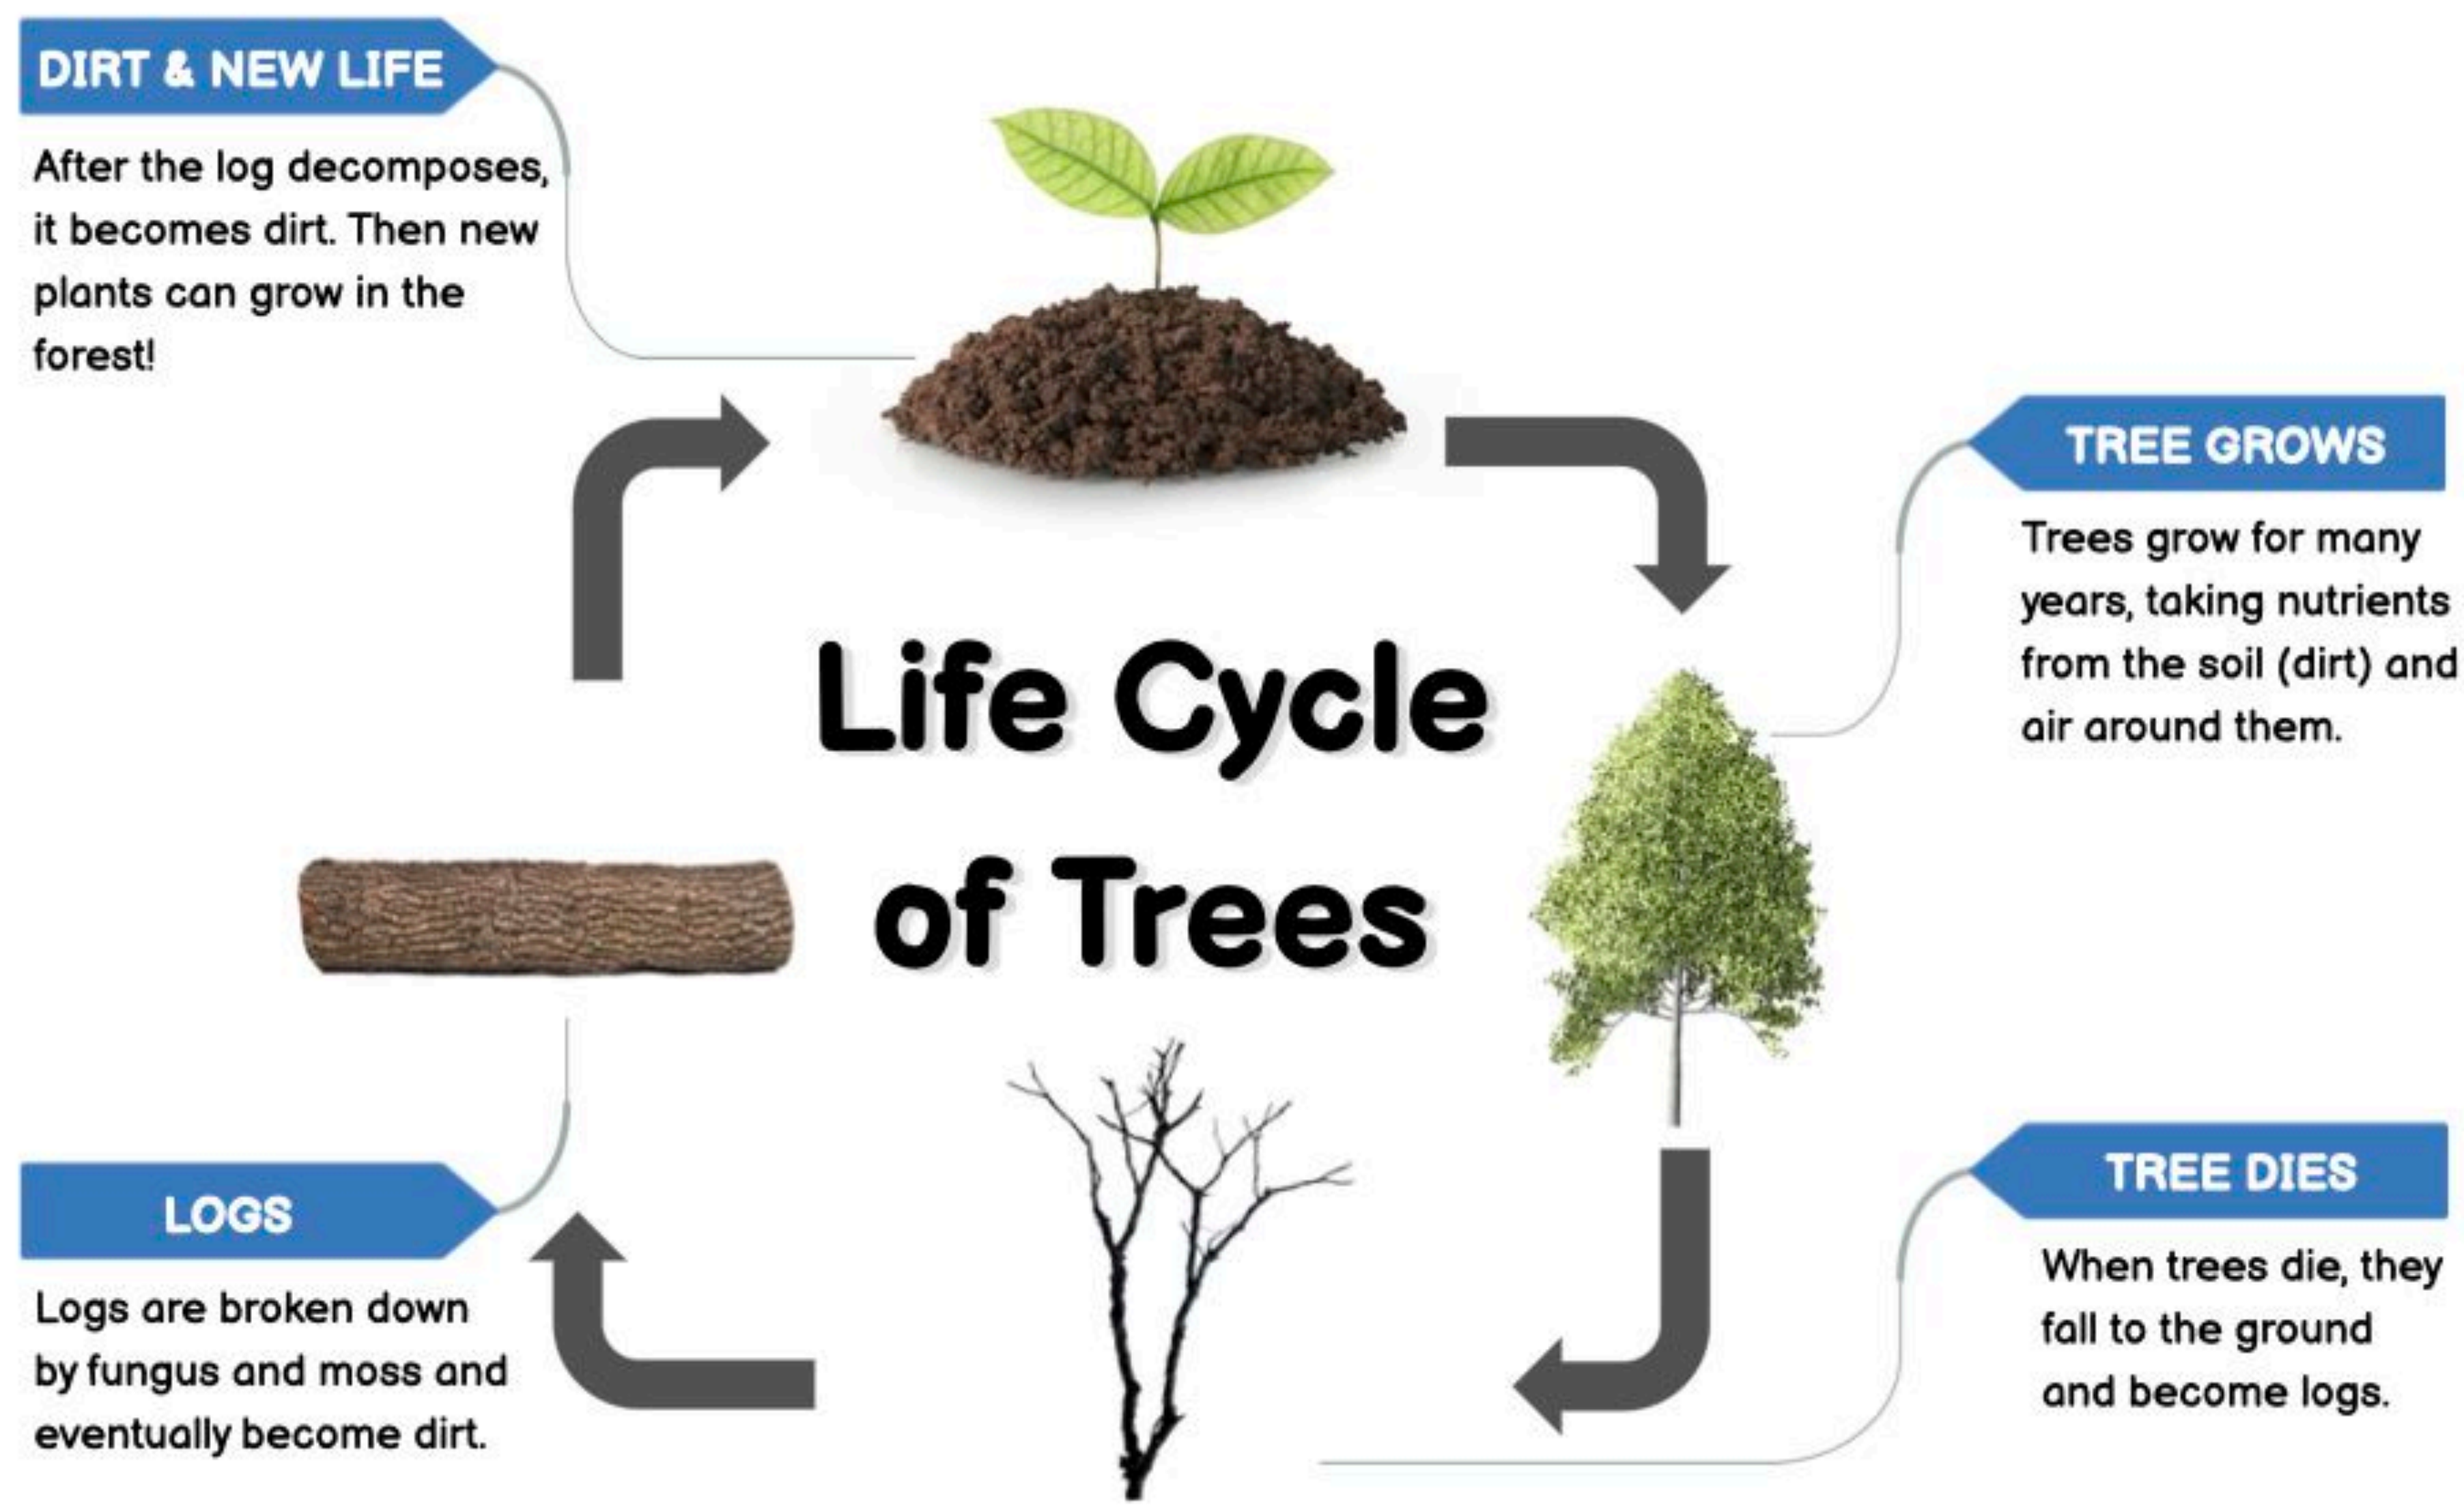 DIRT & NEW LIFE
After the log decomposes,
it becomes dirt. Then new
plants can grow in the
forest!
TREE GROWS
Trees grow for many
years, taking nutrients
from the soil (dirt) and
air around them.
Life Cycle
of Trees
TREE DIES
When trees die, they
fall to the ground
and become logs.
LOGS
Logs are broken down
by fungus and moss and
eventually become dirt.